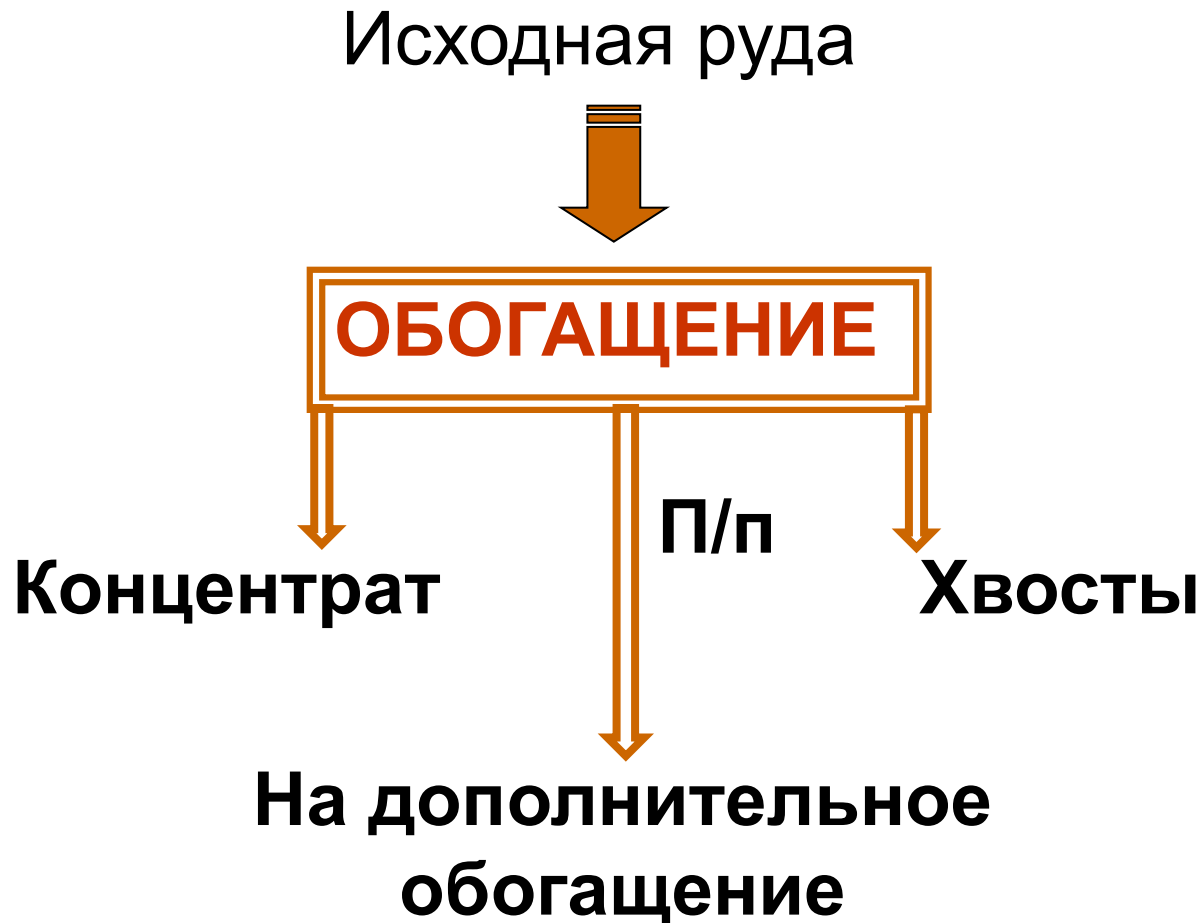 Исходная руда
ОБОГАЩЕНИЕ
П/п
Концентрат
Хвосты
На дополнительное
обогащение